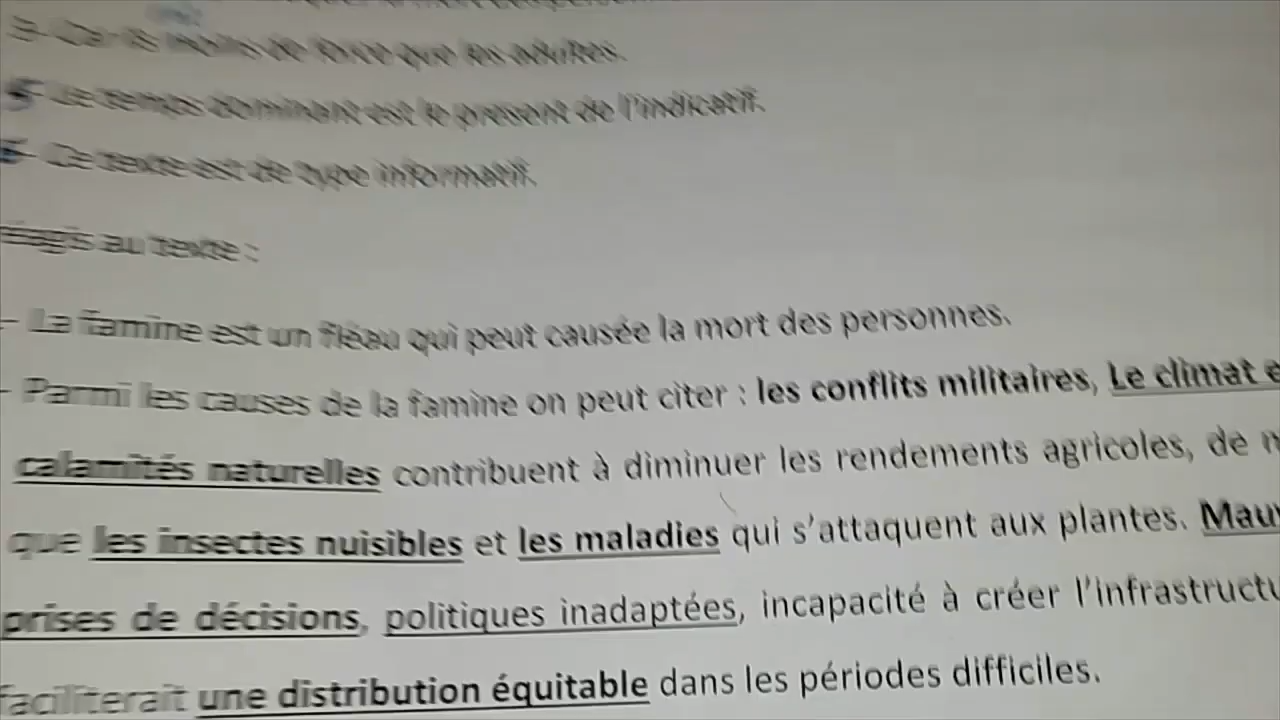 3- Car ils moins de force que les adultes.
5- Le temps dominant est le présent de l'indicatif.
6- Ce texte est de type informatif.
éagis au texte :
- La famine est un fléau qui peut causée la mort des personnes.
- Parmi les causes de la famine on peut citer : les conflits militaires, Le climat e
calamités naturelles contribuent à diminuer les rendements agricoles, de m
que les insectes nuisibles et les maladies qui s'attaquent aux plantes. Mauv
prises de décisions, politiques inadaptées, incapacité à créer l'infrastructu
faciliterait une distribution équitable dans les périodes difficiles.